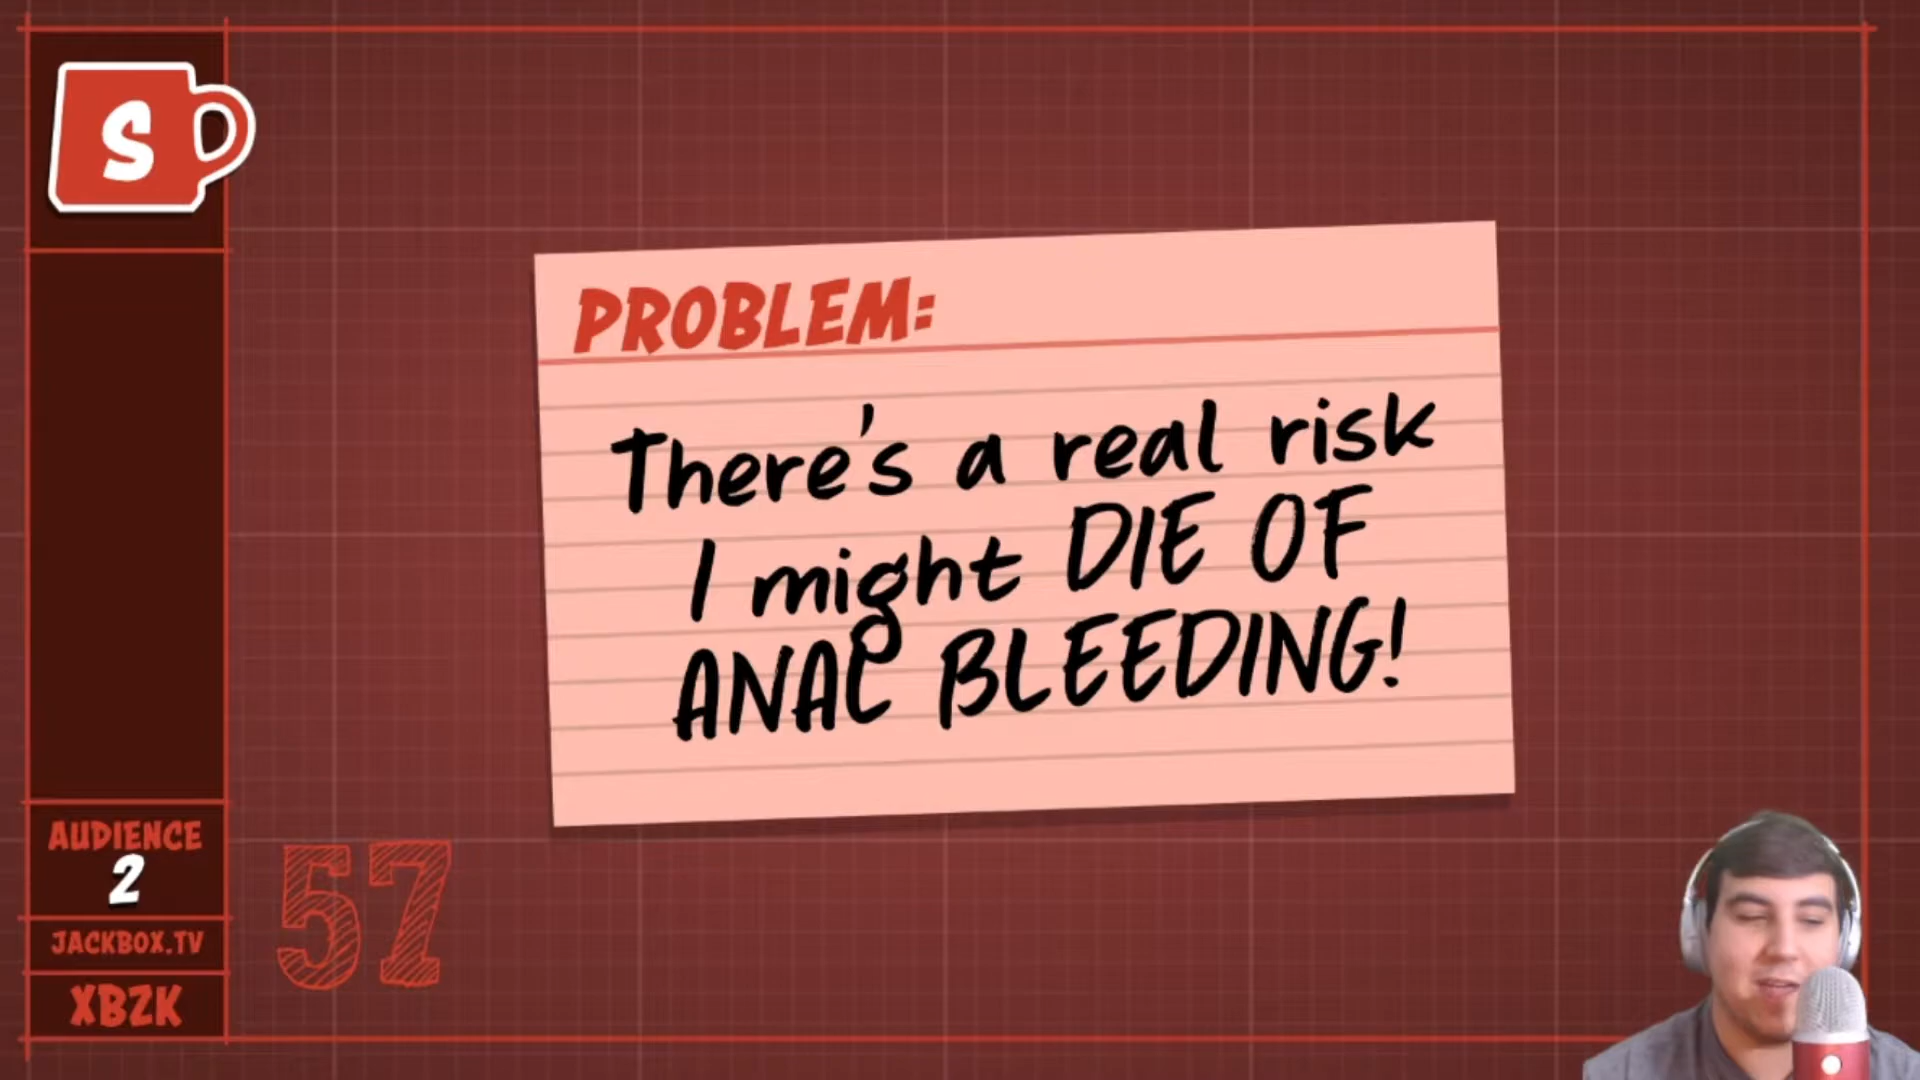 S
PROBLEM:
There's a real risk
I might DIE OF
ANAL BLEEDING!
AUDIENCE
2
JACKBOX.TV
XBZK
57